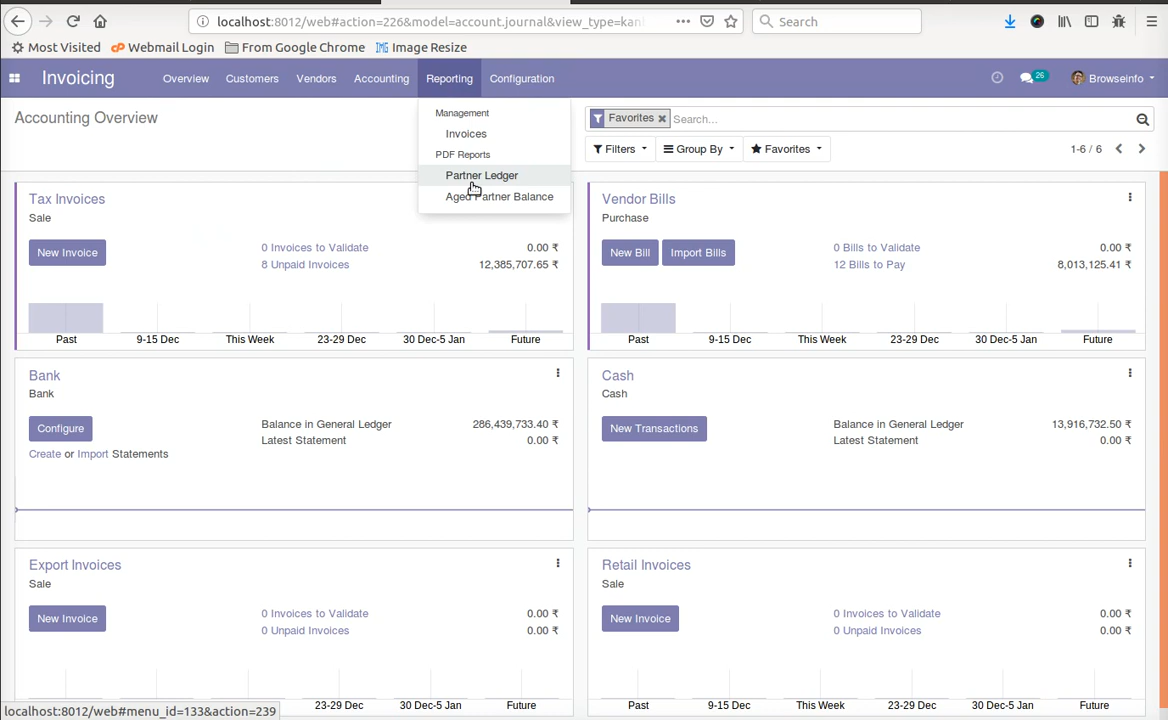 localhost:8012/web#action=226&model=account.journal&view_type=kan
Search
Most Visited
Webmail Login
From Google Chrome
Image Resize
Invoicing
Overview
Customers
Vendors
Accounting
Reporting
Configuration
26
Browseinfo
Accounting Overview
Management
Invoices
PDF Reports
Partner Ledger
Aged Partner Balance
Favorites
Search...
Filters
Group By
Favorites
1-6 / 6
Tax Invoices
Sale
New Invoice
0 Invoices to Validate 0.00 ₹
8 Unpaid Invoices 12,385,707.65 ₹
Past 9-15 Dec This Week 23-29 Dec 30 Dec-5 Jan Future
Vendor Bills
Purchase
New Bill
Import Bills
0 Bills to Validate 0.00 ₹
12 Bills to Pay 8,013,125.41 ₹
Past 9-15 Dec This Week 23-29 Dec 30 Dec-5 Jan Future
Bank
Bank
Configure
Balance in General Ledger 286,439,733.40 ₹
Latest Statement 0.00 ₹
Create or Import Statements
Cash
Cash
New Transactions
Balance in General Ledger 13,916,732.50 ₹
Latest Statement 0.00 ₹
Export Invoices
Sale
New Invoice
0 Invoices to Validate 0.00 ₹
0 Unpaid Invoices 0.00 ₹
23-29 Dec 30 Dec-5 Jan Future
Retail Invoices
Sale
New Invoice
0 Invoices to Validate 0.00 ₹
0 Unpaid Invoices 0.00 ₹
Past 9-15 Dec This Week 23-29 Dec 30 Dec-5 Jan Future
localhost:8012/web#menu_id=133&action=239